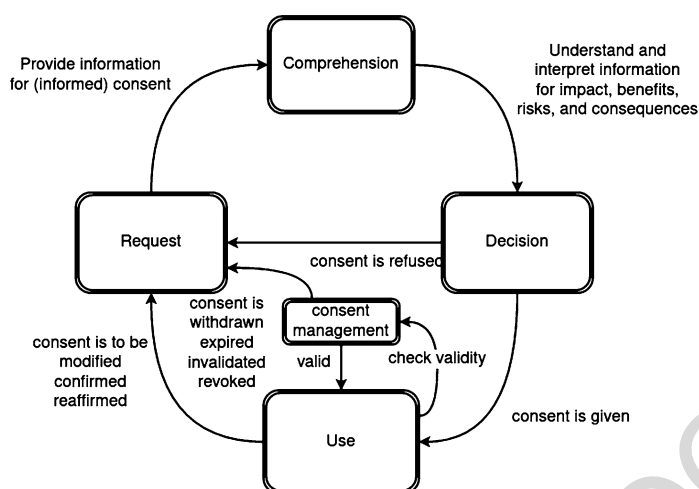 Provide information
for (informed) consent
Comprehension
Understand and
interpret information
for impact, benefits,
risks, and consequences
Request
Decision
consent is refused
consent is
withdrawn
expired
invalidated
revoked
consent
management
consent is to be
modified
confirmed
reaffirmed
valid
check validity
consent is given
Use